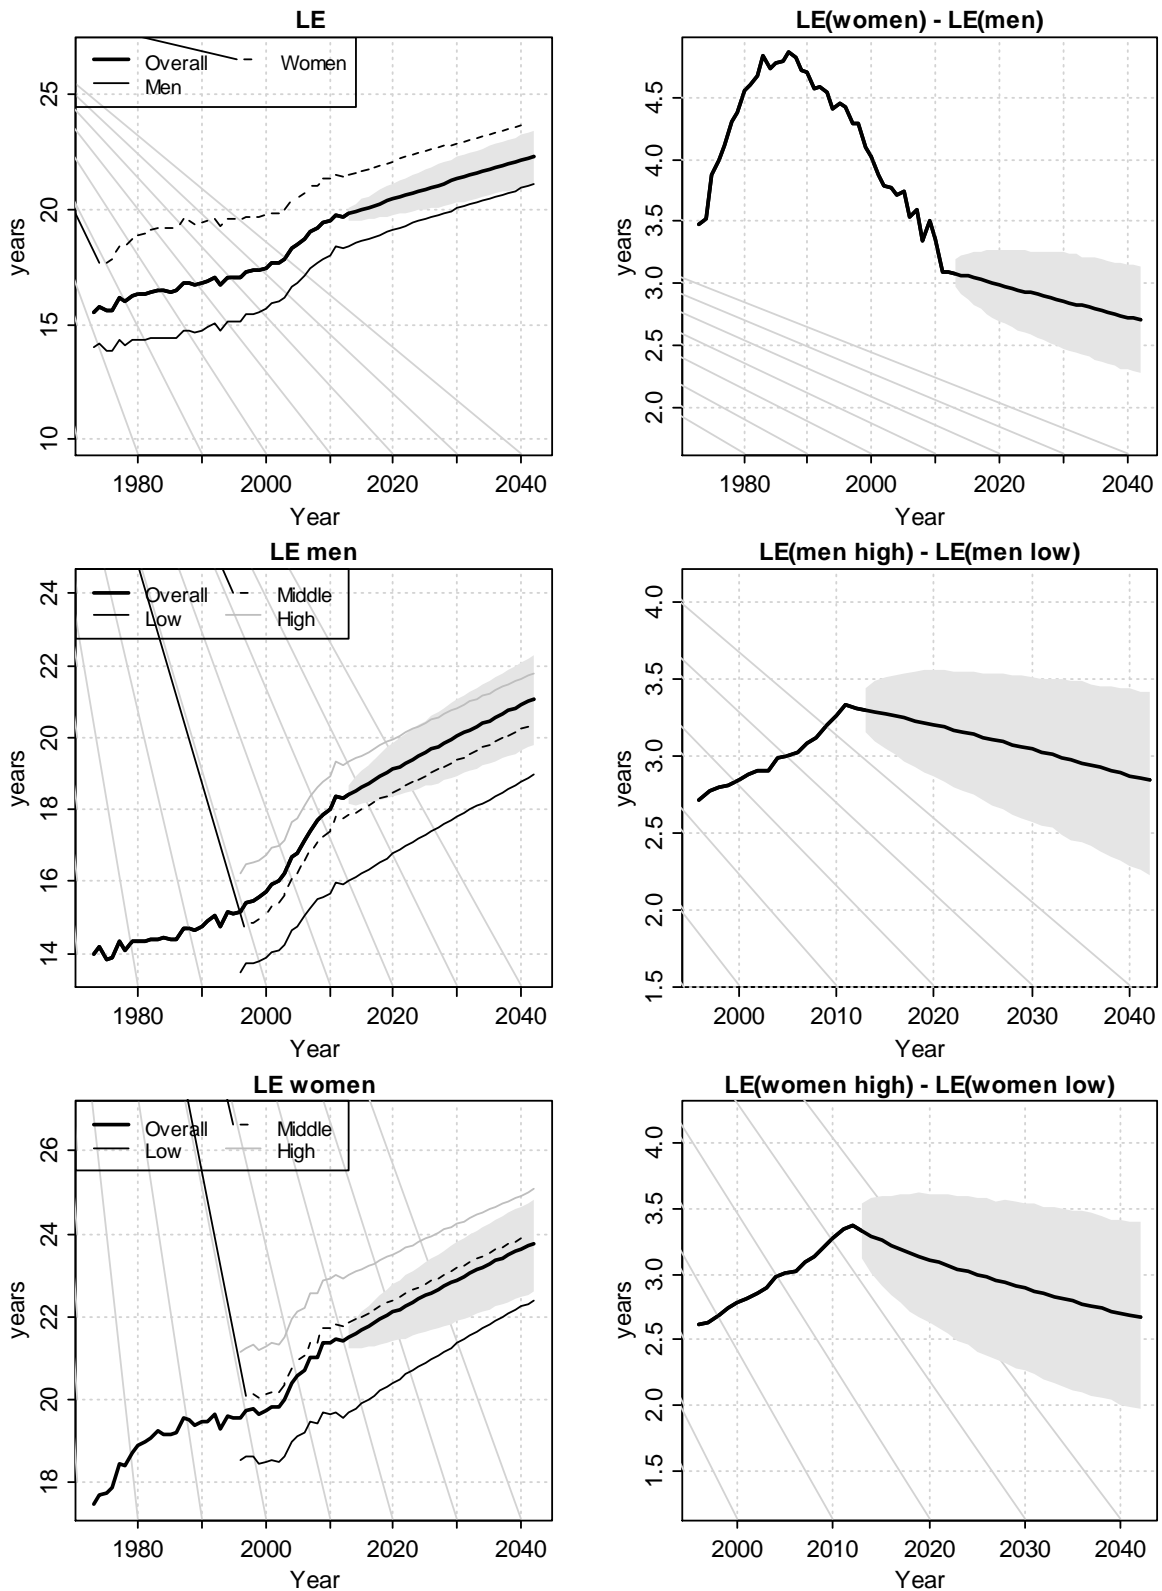 LE
Overall
Women
Men
years
25
20
15
10
1980
2000
2020
2040
Year
LE(women) - LE(men)
years
4.5
4.0
3.5
3.0
2.5
2.0
1980
2000
2020
2040
Year
LE men
Overall
Middle
Low
High
years
24
22
20
18
16
14
1980
2000
2020
2040
Year
LE(men high) - LE(men low)
years
4.0
3.5
3.0
2.5
2.0
1.5
2000
2010
2020
2030
2040
Year
LE women
Overall
Middle
Low
High
years
26
24
22
20
18
1980
2000
2020
2040
Year
LE(women high) - LE(women low)
years
4.0
3.5
3.0
2.5
2.0
1.5
2000
2010
2020
2030
2040
Year